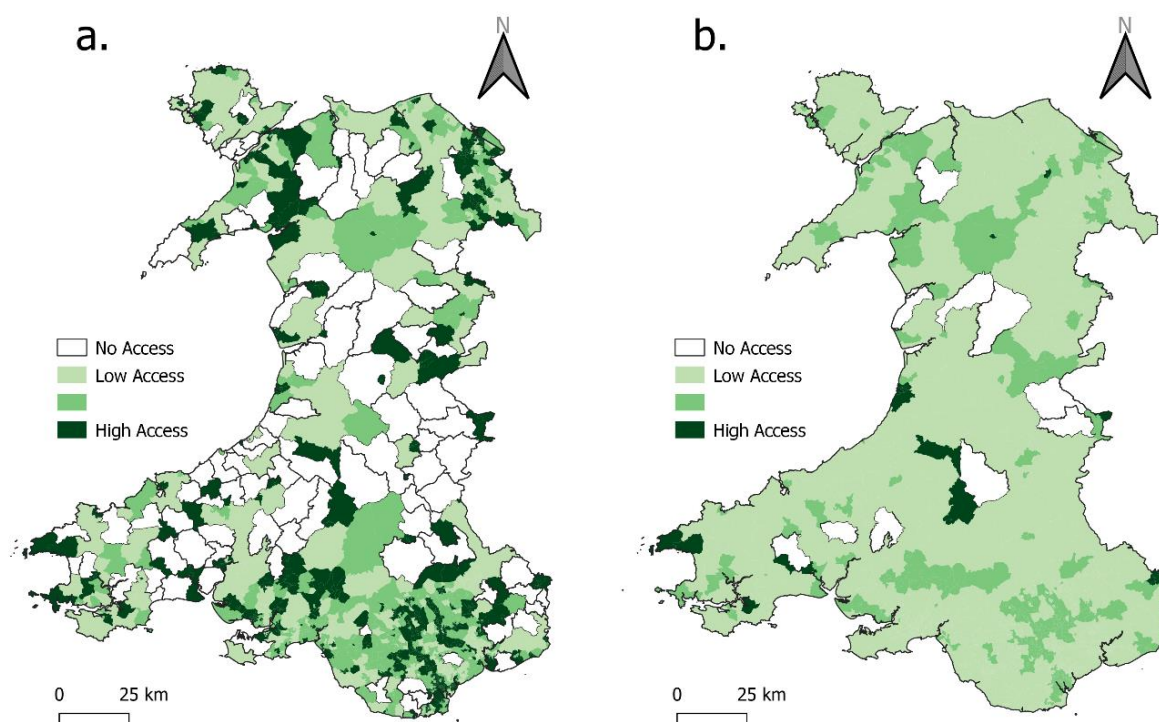 a.
N
No Access
Low Access
High Access
0 25 km
b.
N
No Access
Low Access
High Access
0 25 km